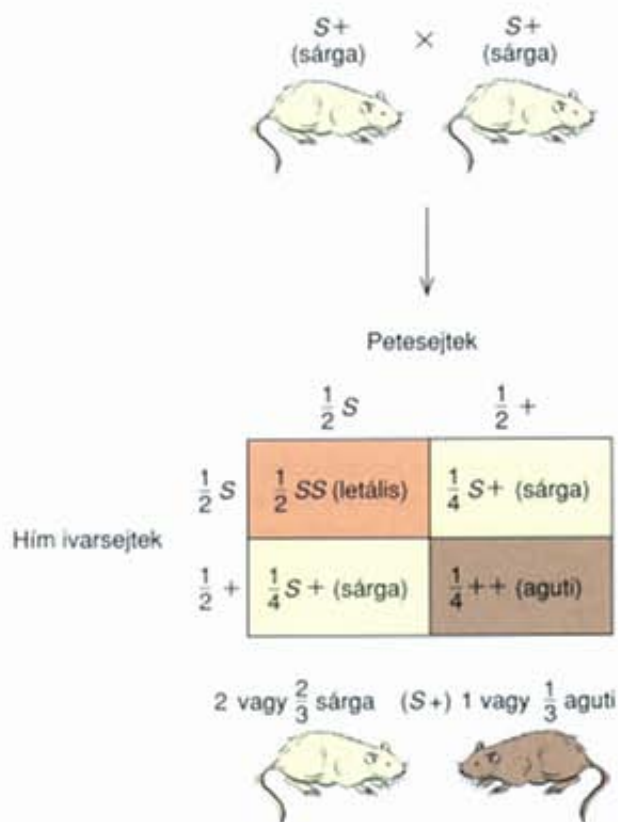 S+ × S+
(sárga) (sárga)
Petesejtek
1/2 S 1/2 +
1/2 S 1/2 SS (letális) 1/4 S+ (sárga)
Hím ivarsejtek
1/2 + 1/4 S + (sárga) 1/4 ++ (aguti)
2 vagy 2/3 sárga (S+) 1 vagy 1/3 aguti